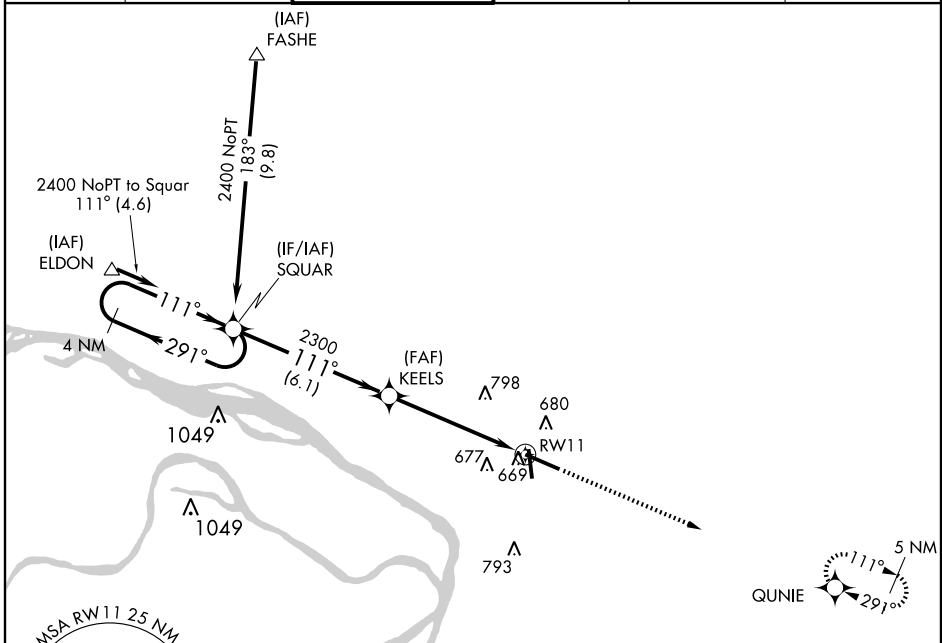 (IAF)
FASHE
2400 NoPT
183°
(9.8)
2400 NoPT to Squar
111° (4.6)
(IAF)
ELDON
(IF/IAF)
SQUAR
111°
4 NM
291°
2300
111°
(6.1)
(FAF)
KEELS
798
680
RW11
677
669
1049
1049
793
5 NM
111°
QUNIE
291°
MSA RW11 25 NM